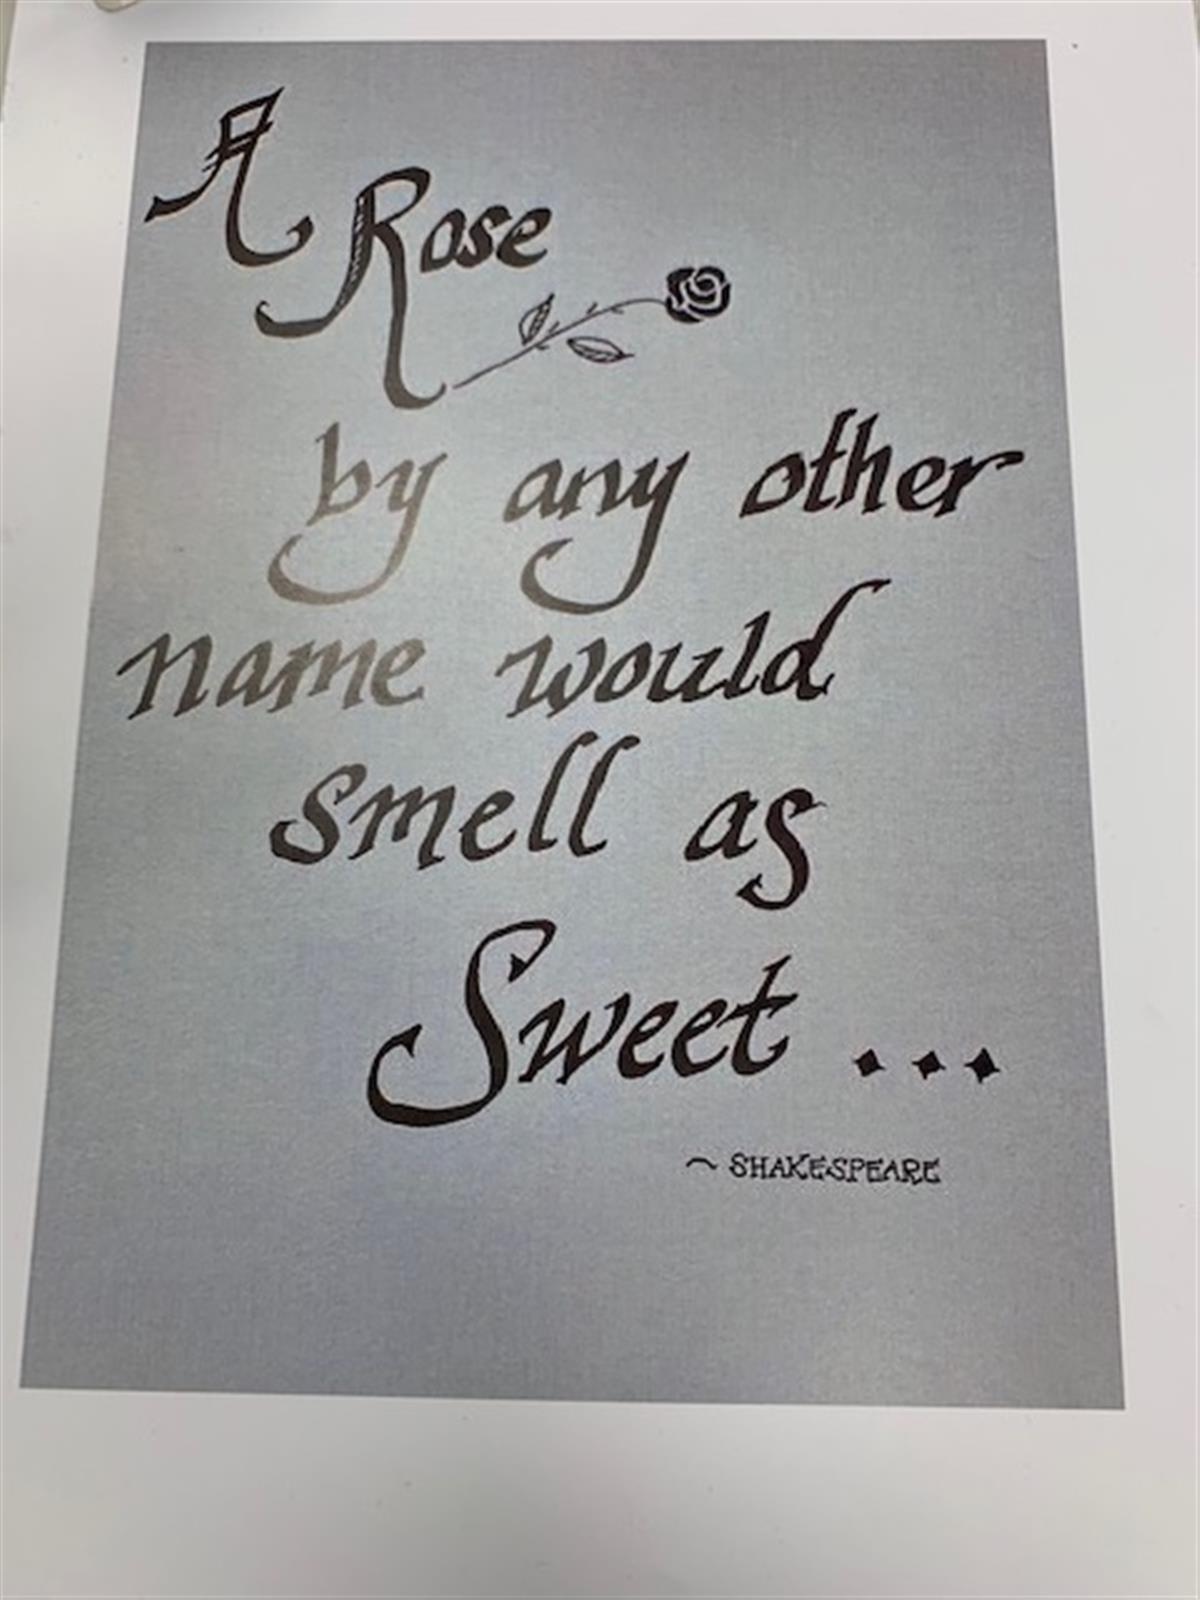 A Rose
by any other
name would
smell as
Sweet ...
~ SHAKESPEARE